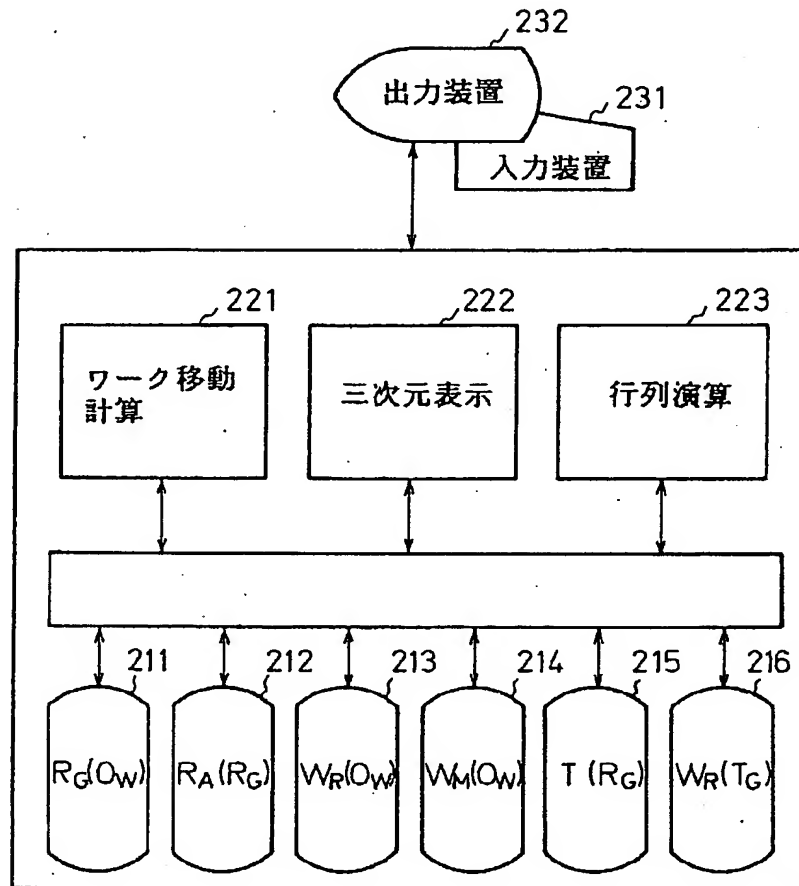 232
出力装置
231
入力装置
221
222
223
ワーク移動
計算
三次元表示
行列演算
211
212
213
214
215
216
RG(OW)
RA(RG)
WR(OW)
WM(OW)
T(RG)
WR(TG)